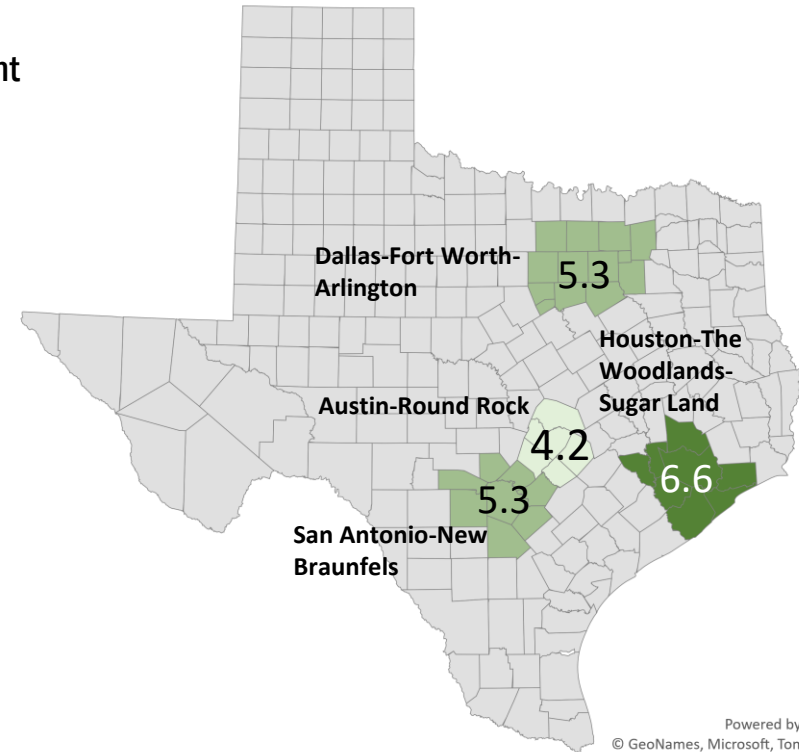 nt
Dallas-Fort Worth-
Arlington
5.3
Houston-The
Woodlands-
Sugar Land
Austin-Round Rock
4.2
6.6
5.3
San Antonio-New
Braunfels
Powered by
© GeoNames, Microsoft, Tom